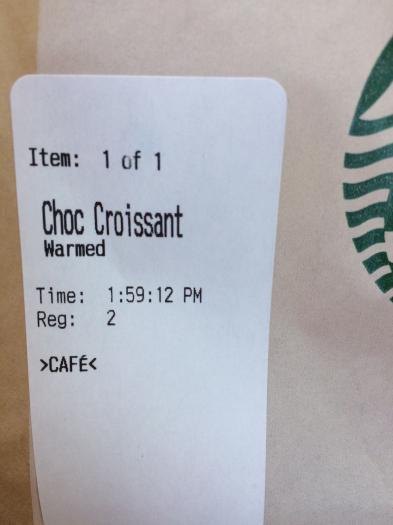 Item: 1 of 1
Choc Croissant
Warmed
Time: 1:59:12 PM
Reg: 2
>CAFÉ<